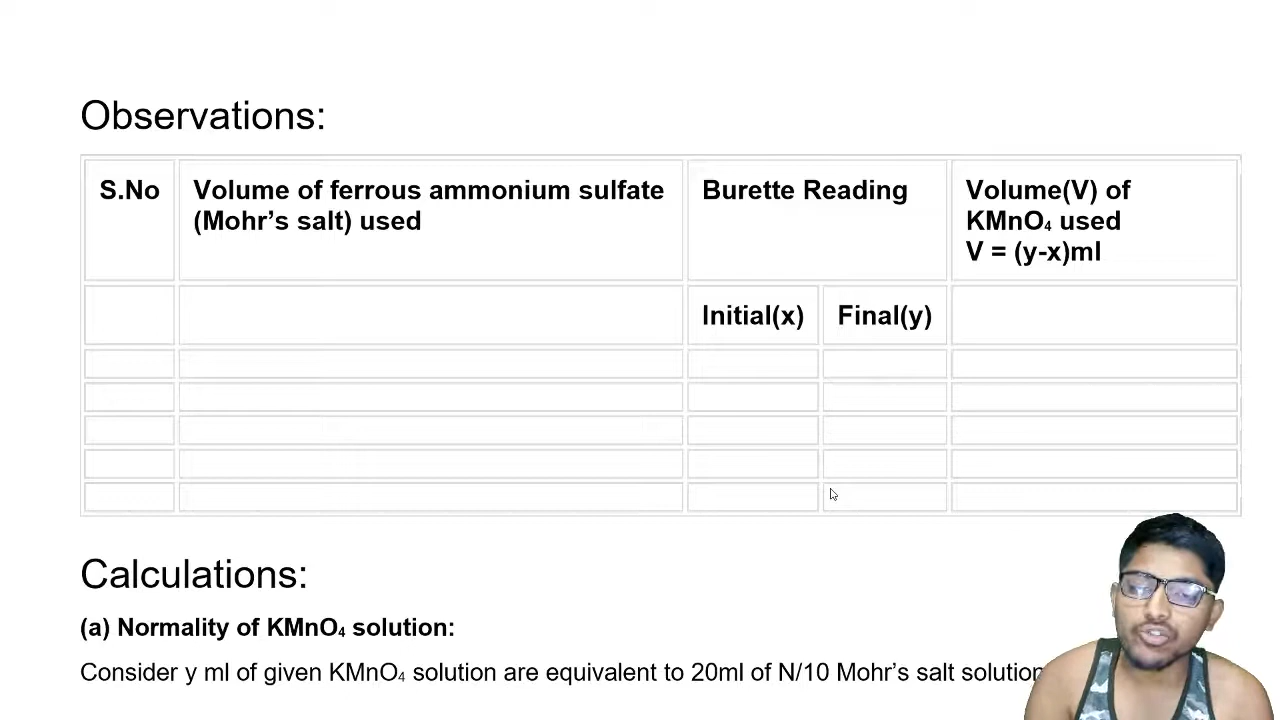 Observations:
S.No
Volume of ferrous ammonium sulfate
(Mohr’s salt) used
Burette Reading
Volume(V) of
KMnO₄ used
V = (y-x)ml
Initial(x)
Final(y)
Calculations:
(a) Normality of KMnO₄ solution:
Consider y ml of given KMnO₄ solution are equivalent to 20ml of N/10 Mohr’s salt solution